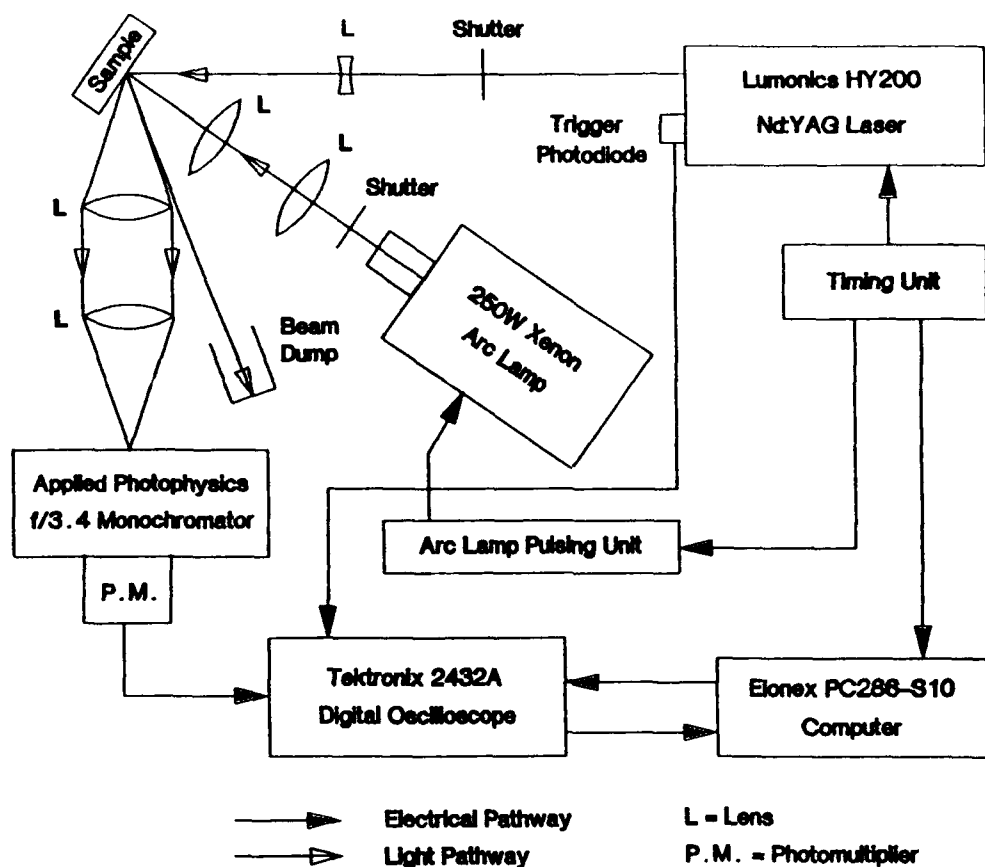 Sample
L
Shutter
Lumonics HY200
Nd:YAG Laser
L
L
Trigger
Photodiode
Shutter
L
Timing Unit
250W Xenon
Arc Lamp
L
Beam
Dump
Applied Photophysics
f/3.4 Monochromator
Arc Lamp Pulsing Unit
P.M.
Tektronix 2432A
Digital Oscilloscope
Elonex PC286-S10
Computer
Electrical Pathway
L = Lens
Light Pathway
P.M. = Photomultiplier